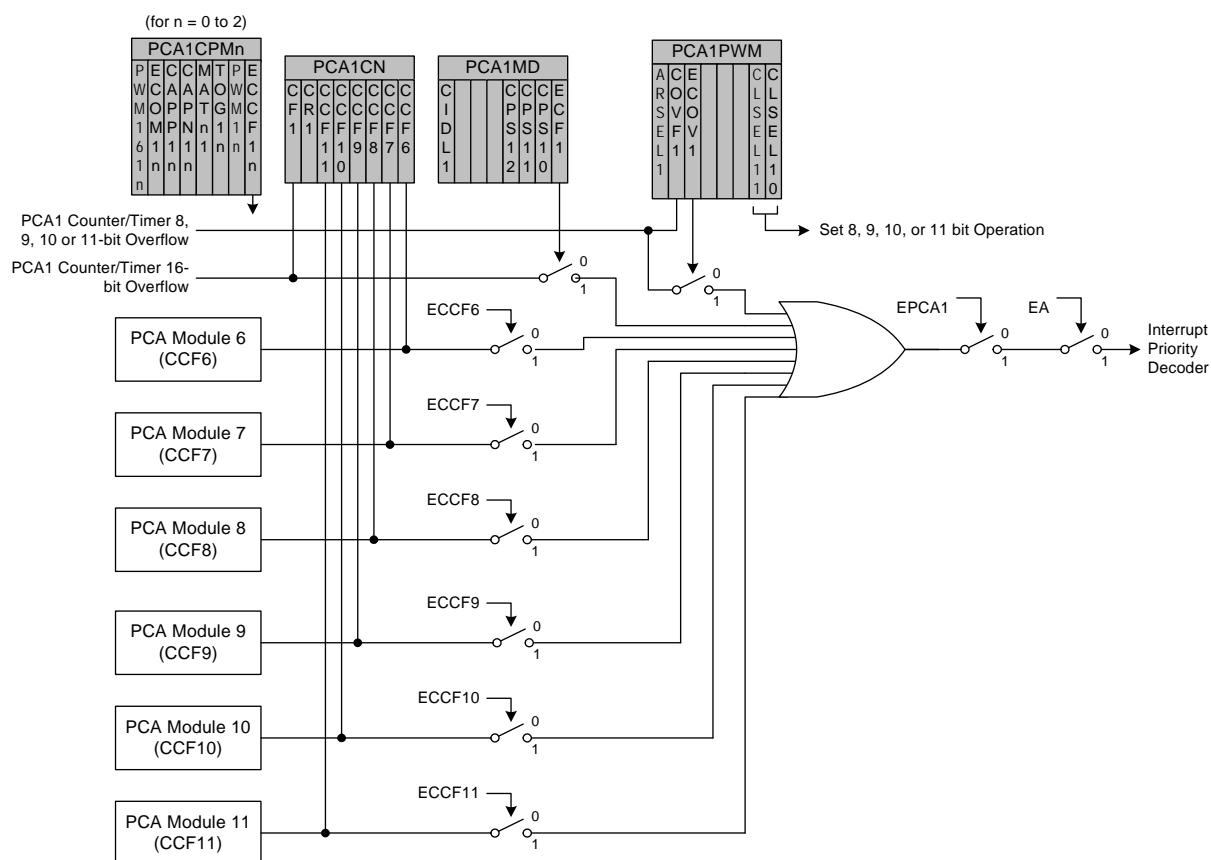 (for n = 0 to 2)
PCA1CPMn
PWM161n
ECOM1n
CAPP1n
CAPN1n
MATn1
TOG1n
PWM1n
ECCF1n
PCA1CN
CF1
CR1
CCF11
CCF10
CCF9
CCF8
CCF7
CCF6
PCA1MD
CIDL1
CPS12
CPS11
CPS10
ECF1
PCA1PWM
ARSEL1
COVF1
ECOV1
CLSEL11
CLSEL10
PCA1 Counter/Timer 8,
9, 10 or 11-bit Overflow
Set 8, 9, 10, or 11 bit Operation
PCA1 Counter/Timer 16-
bit Overflow
0
1
0
1
PCA Module 6
(CCF6)
ECCF6
0
1
EPCA1
0
1
EA
0
1
Interrupt
Priority
Decoder
PCA Module 7
(CCF7)
ECCF7
0
1
PCA Module 8
(CCF8)
ECCF8
0
1
PCA Module 9
(CCF9)
ECCF9
0
1
PCA Module 10
(CCF10)
ECCF10
0
1
PCA Module 11
(CCF11)
ECCF11
0
1